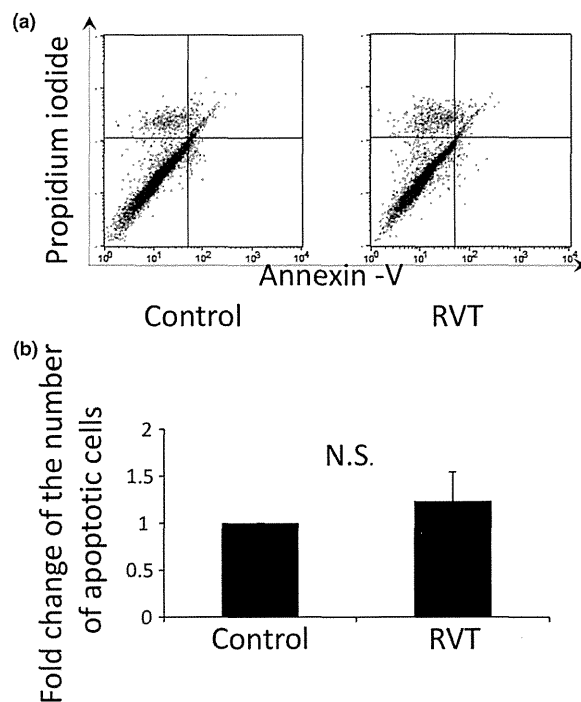 (a)
Propidium iodide
10⁰ 10¹ 10² 10³ 10⁴
10⁰ 10¹ 10² 10³ 10⁴
Annexin -V
Control RVT
(b)
Fold change of the number
of apoptotic cells
2
1.5
1
0.5
0
N.S.
Control RVT